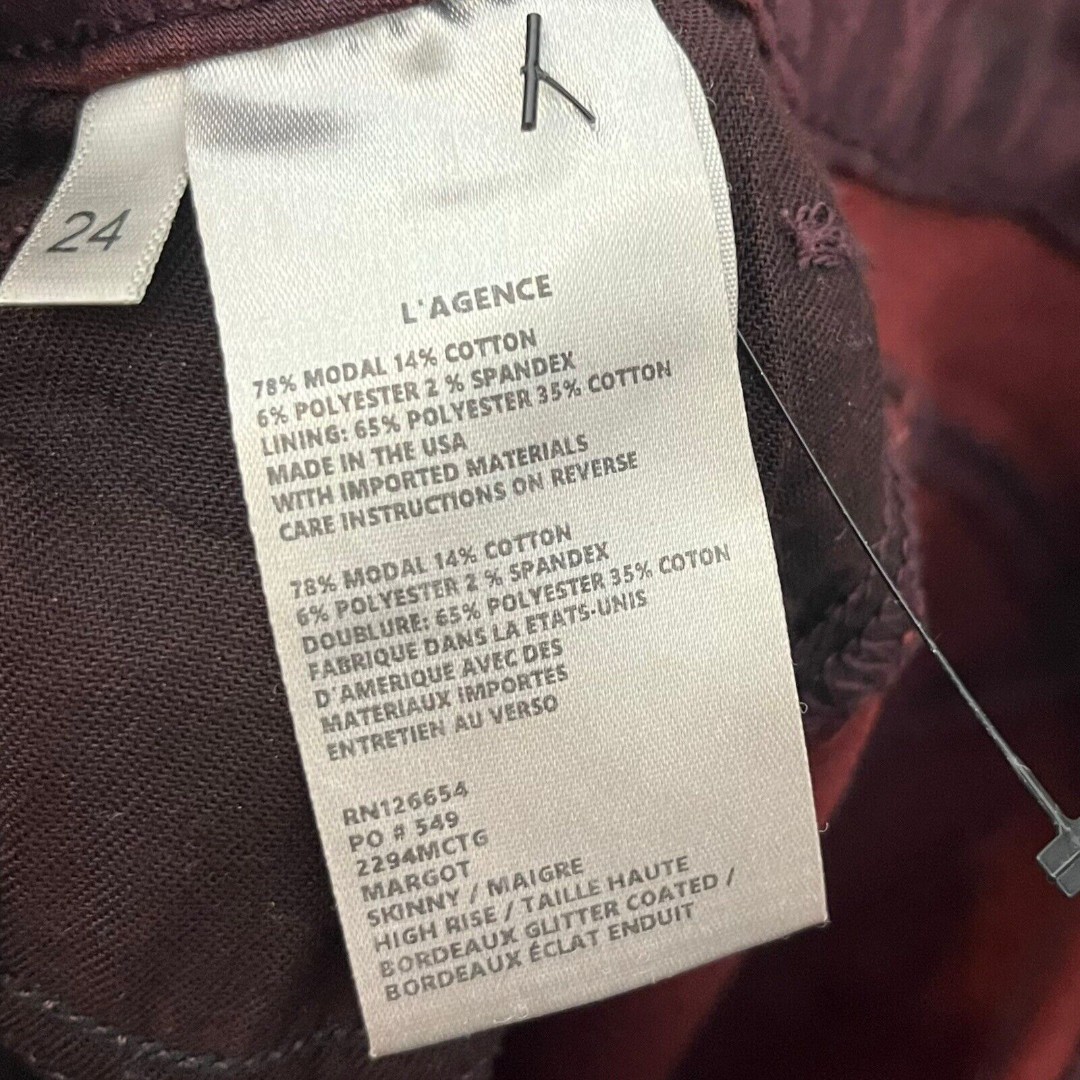 24
L'AGENCE
78% MODAL 14% COTTON
6% POLYESTER 2 % SPANDEX
LINING: 65% POLYESTER 35% COTTON
MADE IN THE USA
WITH IMPORTED MATERIALS
CARE INSTRUCTIONS ON REVERSE
78% MODAL 14% COTTON
6% POLYESTER 2 % SPANDEX
DOUBLURE: 65% POLYESTER 35% COTON
FABRIQUE DANS LA ETATS-UNIS
D'AMERIQUE AVEC DES
MATERIAUX IMPORTES
ENTRETIEN AU VERSO
RN126654
PO # 549
2294MCTG
MARGOT
SKINNY / MAIGRE
HIGH RISE / TAILLE HAUTE
BORDEAUX GLITTER COATED /
BORDEAUX ÉCLAT ENDUIT